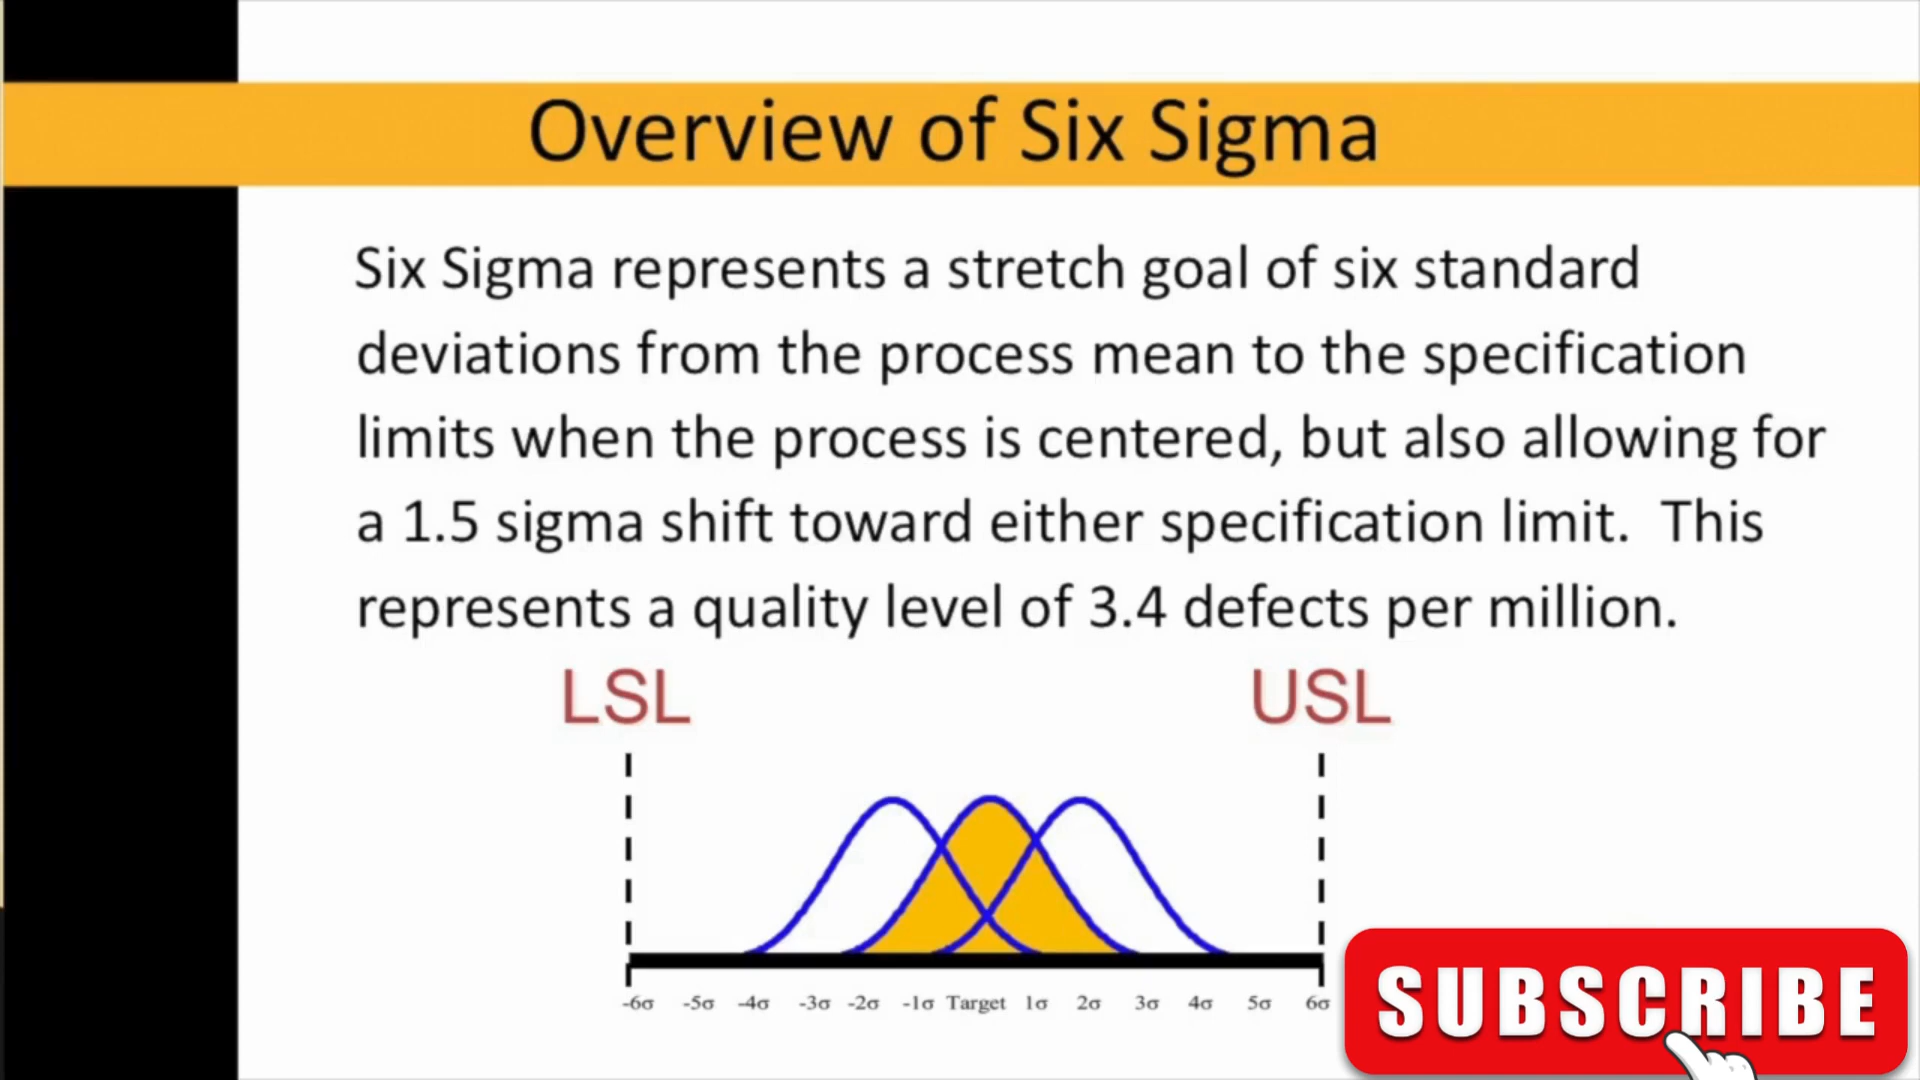 Overview of Six Sigma
Six Sigma represents a stretch goal of six standard
deviations from the process mean to the specification
limits when the process is centered, but also allowing for
a 1.5 sigma shift toward either specification limit.  This
represents a quality level of 3.4 defects per million.
LSL USL
-6σ -5σ -4σ -3σ -2σ -1σ Target 1σ 2σ 3σ 4σ 5σ 6σ
SUBSCRIBE